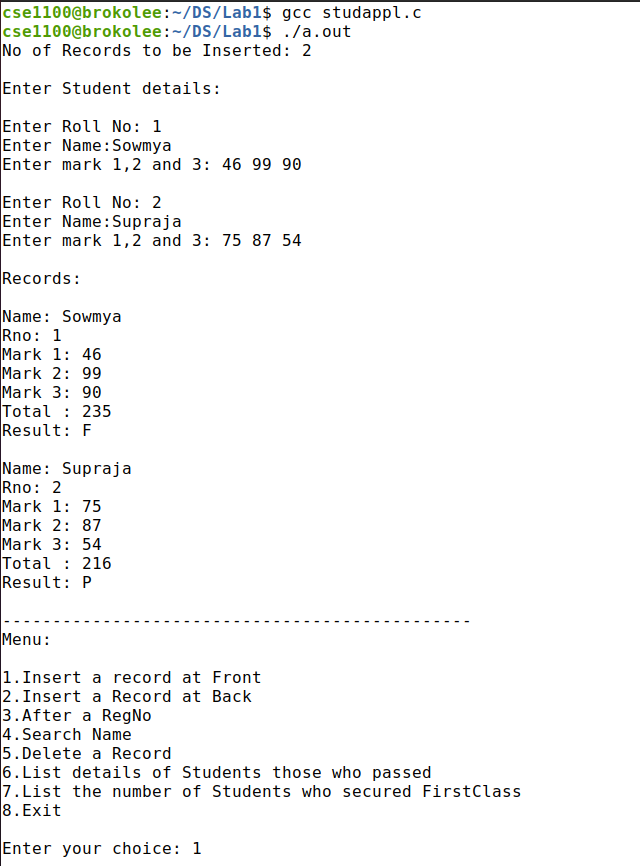 cse1100@brokolee:~/DS/Lab1$ gcc studappl.c
cse1100@brokolee:~/DS/Lab1$ ./a.out
No of Records to be Inserted: 2
Enter Student details:
Enter Roll No: 1
Enter Name:Sowmya
Enter mark 1,2 and 3: 46 99 90
Enter Roll No: 2
Enter Name:Supraja
Enter mark 1,2 and 3: 75 87 54
Records:
Name: Sowmya
Rno: 1
Mark 1: 46
Mark 2: 99
Mark 3: 90
Total : 235
Result: F
Name: Supraja
Rno: 2
Mark 1: 75
Mark 2: 87
Mark 3: 54
Total : 216
Result: P
-----------------------------------------------
Menu:
1.Insert a record at Front
2.Insert a Record at Back
3.After a RegNo
4.Search Name
5.Delete a Record
6.List details of Students those who passed
7.List the number of Students who secured FirstClass
8.Exit
Enter your choice: 1